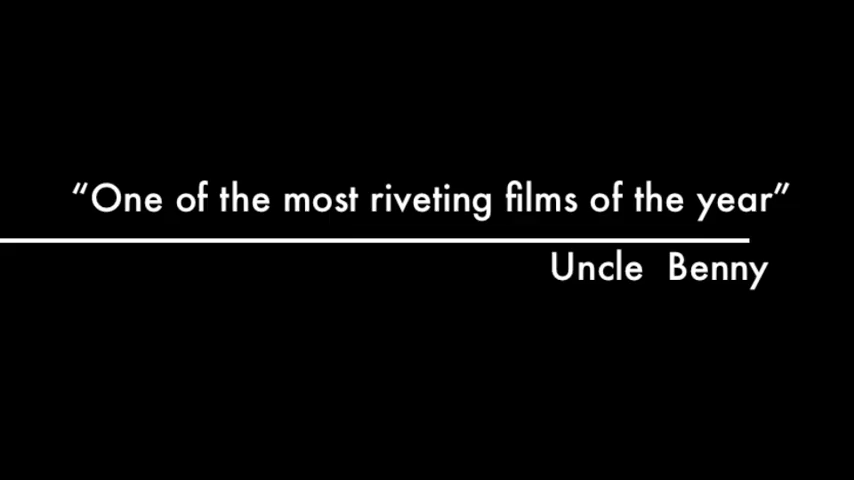 “One of the most riveting films of the year”
Uncle Benny